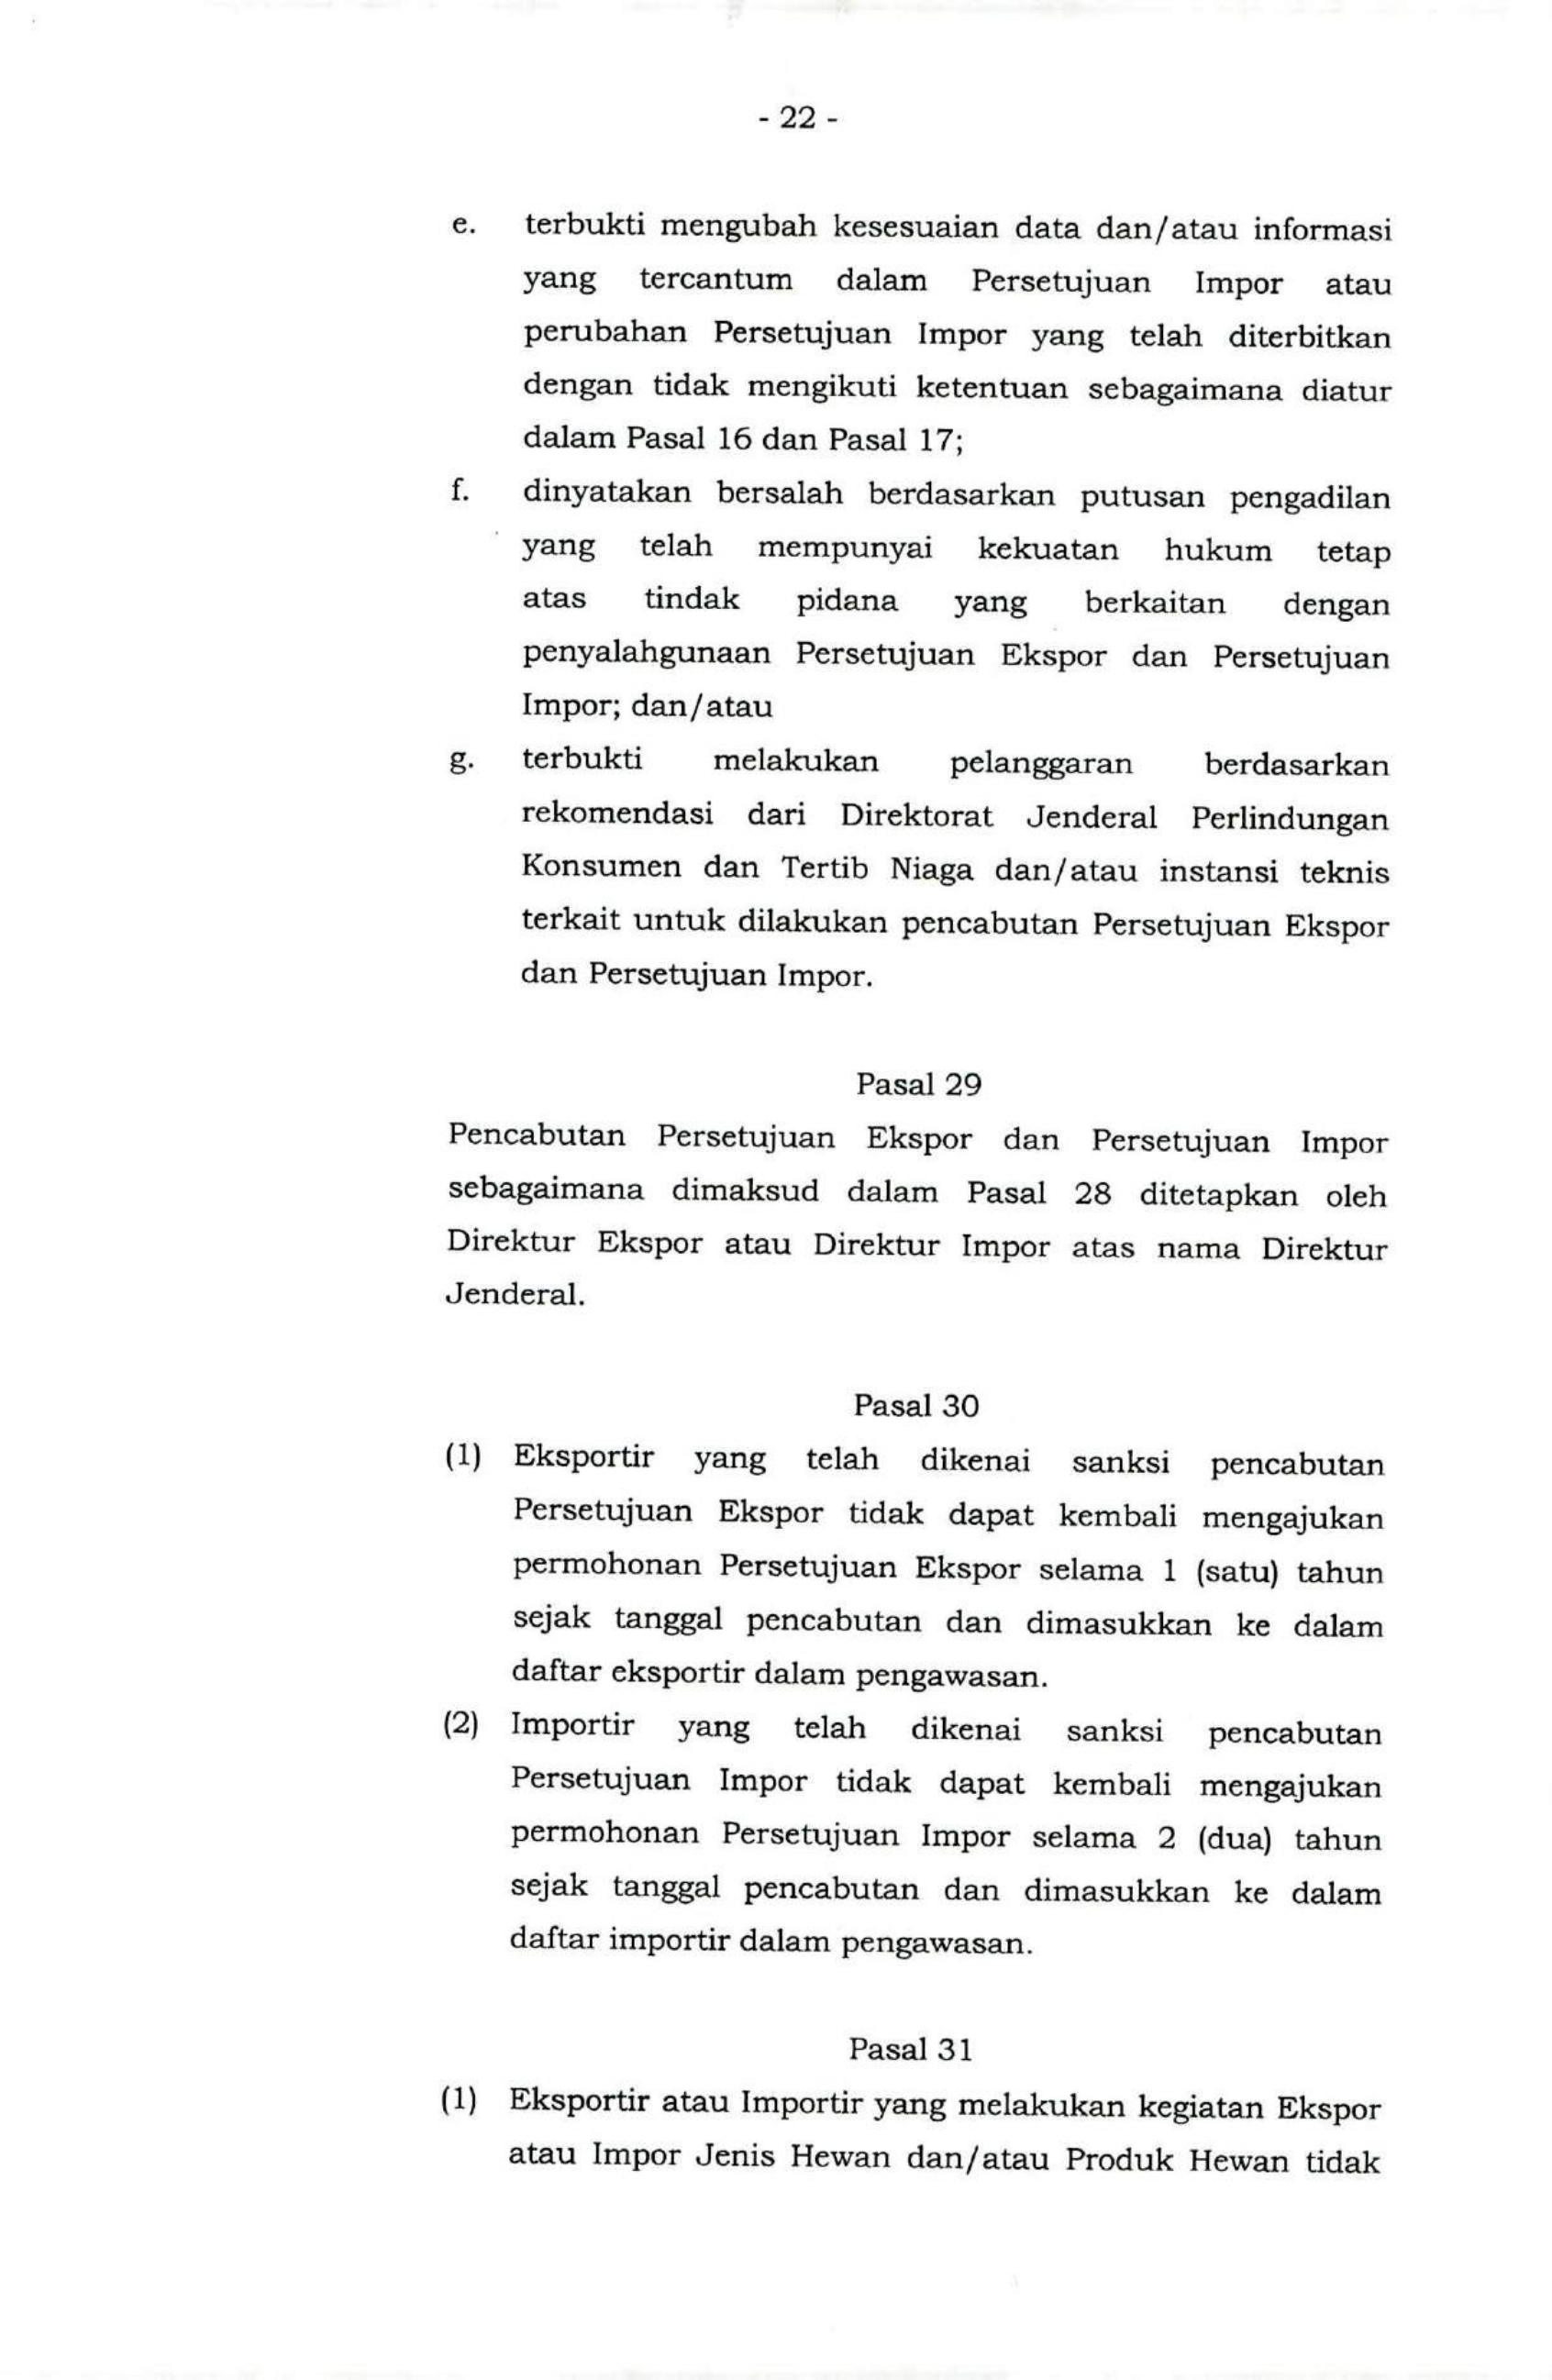 - 22 -
e. terbukti mengubah kesesuaian data dan/atau informasi
yang tercantum dalam Persetujuan Impor atau
perubahan Persetujuan Impor yang telah diterbitkan
dengan tidak mengikuti ketentuan sebagaimana diatur
dalam Pasal 16 dan Pasal 17;
f. dinyatakan bersalah berdasarkan putusan pengadilan
yang telah mempunyai kekuatan hukum tetap
atas tindak pidana yang berkaitan dengan
penyalahgunaan Persetujuan Ekspor dan Persetujuan
Impor; dan/atau
g. terbukti melakukan pelanggaran berdasarkan
rekomendasi dari Direktorat Jenderal Perlindungan
Konsumen dan Tertib Niaga dan/atau instansi teknis
terkait untuk dilakukan pencabutan Persetujuan Ekspor
dan Persetujuan Impor.
Pasal 29
Pencabutan Persetujuan Ekspor dan Persetujuan Impor
sebagaimana dimaksud dalam Pasal 28 ditetapkan oleh
Direktur Ekspor atau Direktur Impor atas nama Direktur
Jenderal.
Pasal 30
(1) Eksportir yang telah dikenai sanksi pencabutan
Persetujuan Ekspor tidak dapat kembali mengajukan
permohonan Persetujuan Ekspor selama 1 (satu) tahun
sejak tanggal pencabutan dan dimasukkan ke dalam
daftar eksportir dalam pengawasan.
(2) Importir yang telah dikenai sanksi pencabutan
Persetujuan Impor tidak dapat kembali mengajukan
permohonan Persetujuan Impor selama 2 (dua) tahun
sejak tanggal pencabutan dan dimasukkan ke dalam
daftar importir dalam pengawasan.
Pasal 31
(1) Eksportir atau Importir yang melakukan kegiatan Ekspor
atau Impor Jenis Hewan dan/atau Produk Hewan tidak